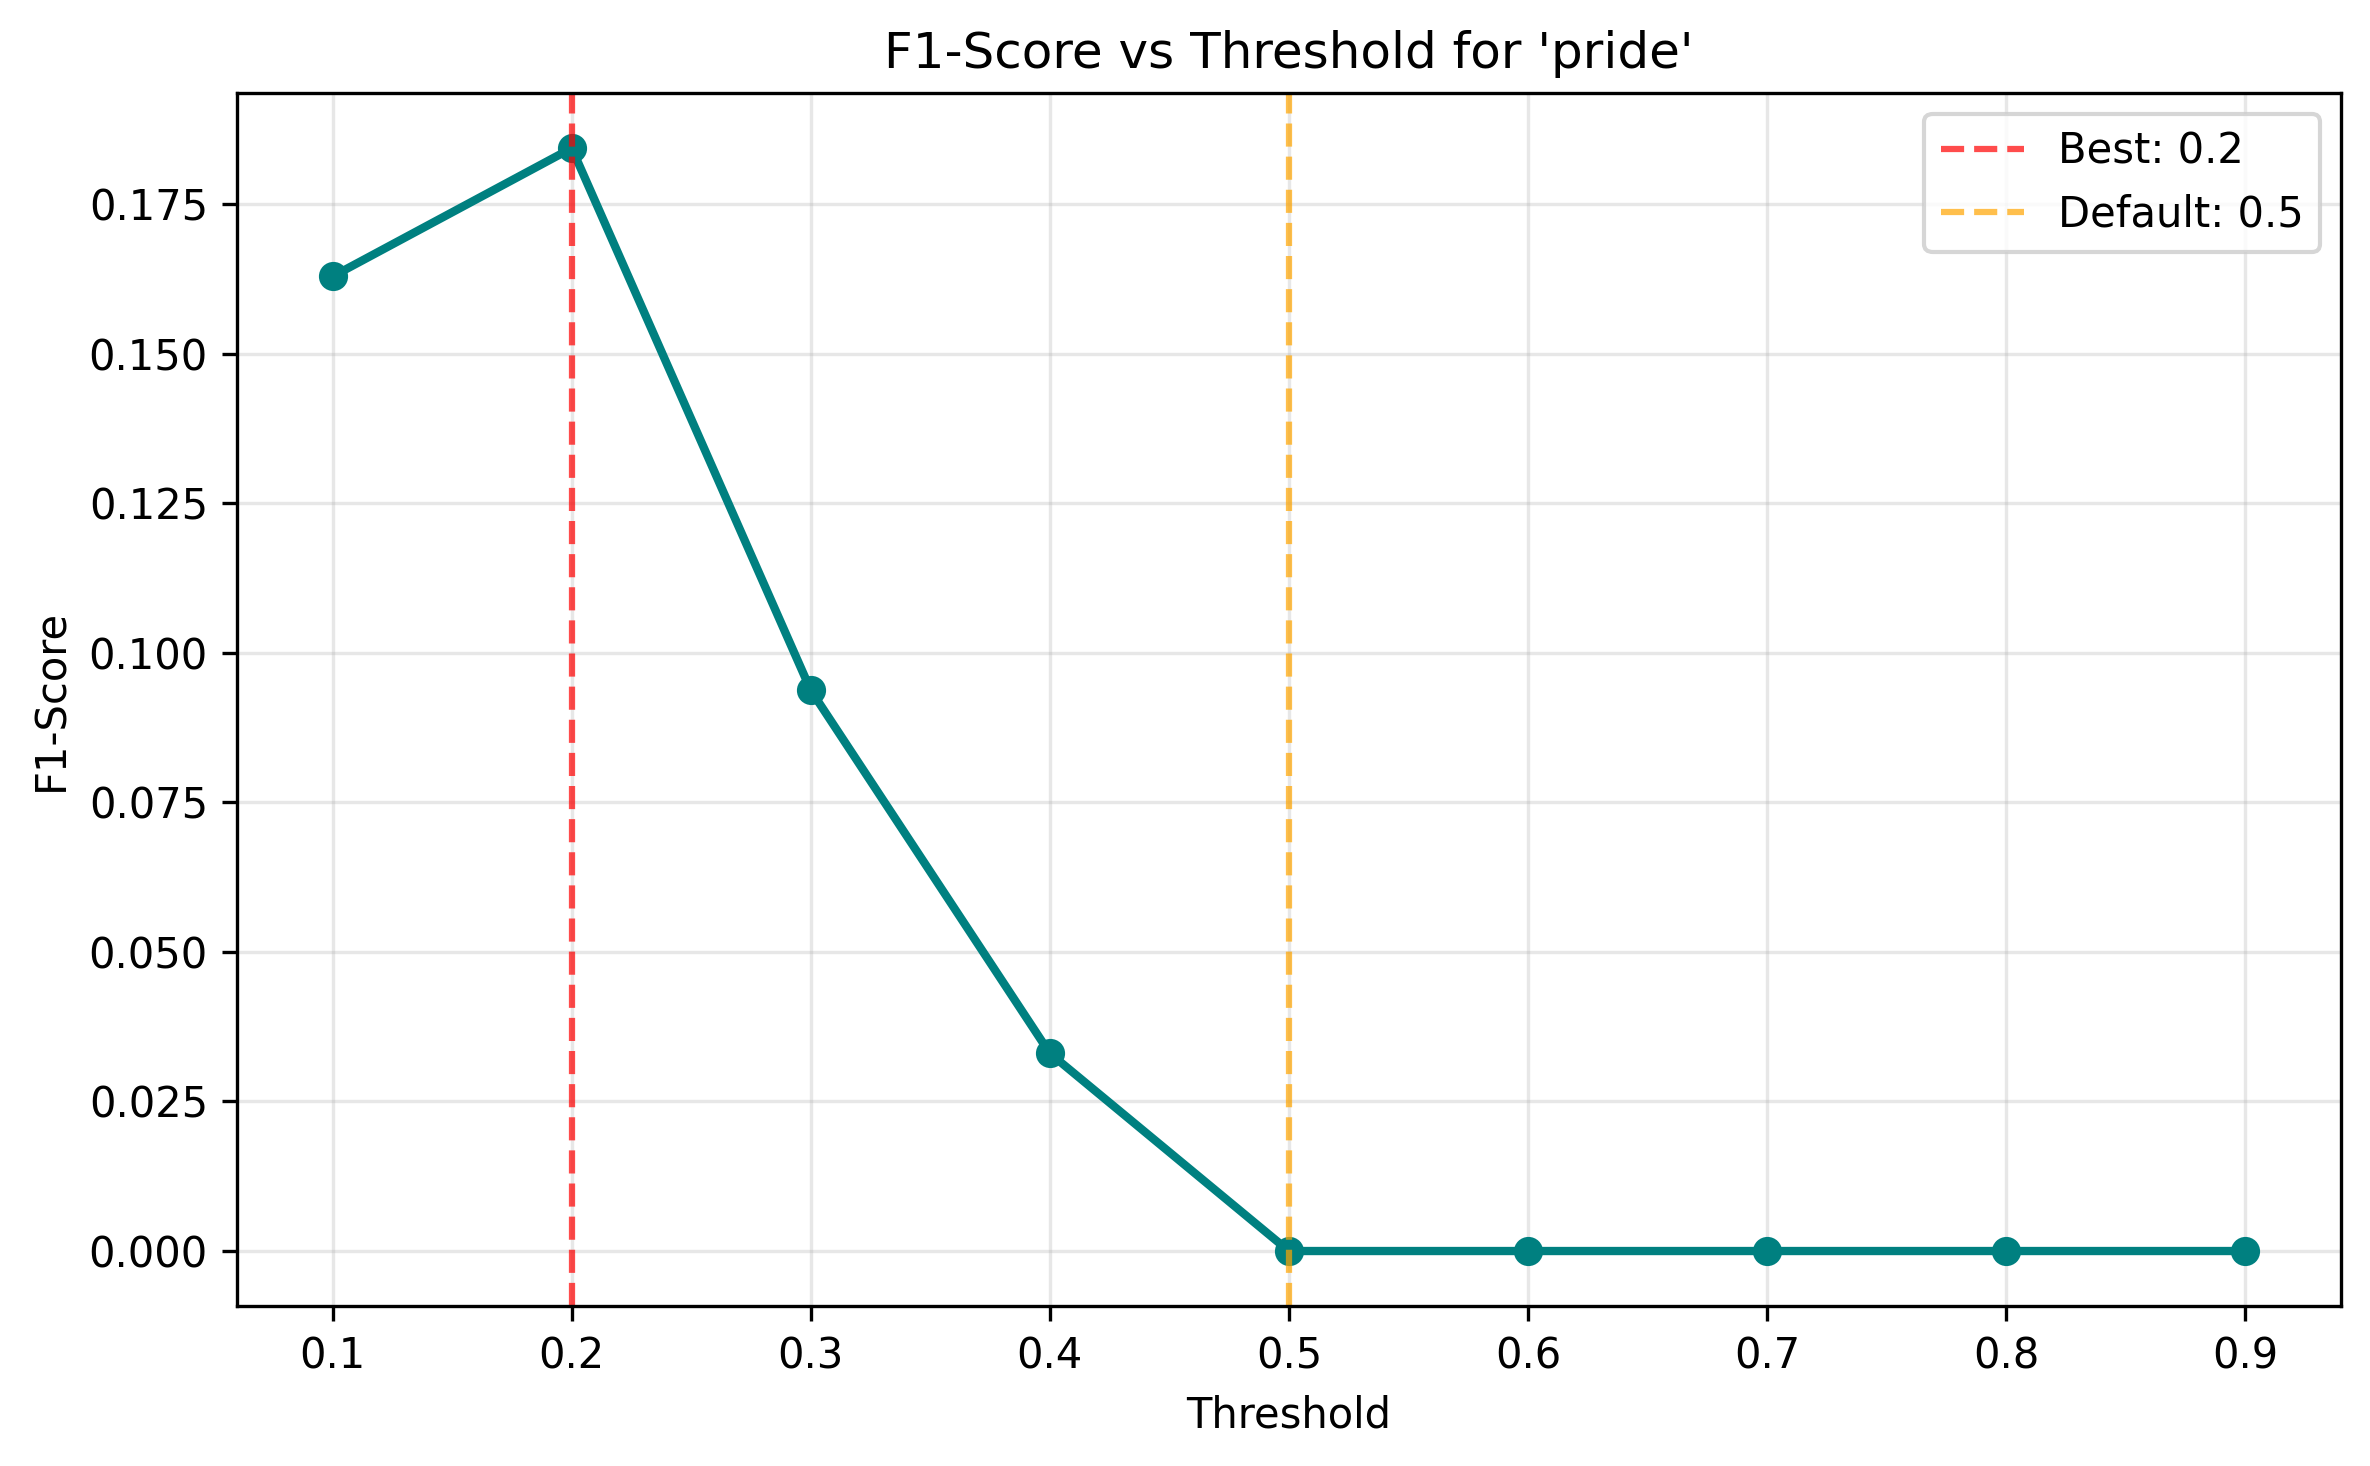 F1-Score vs Threshold for 'pride'
Best: 0.2
Default: 0.5
F1-Score
0.175
0.150
0.125
0.100
0.075
0.050
0.025
0.000
0.1 0.2 0.3 0.4 0.5 0.6 0.7 0.8 0.9
Threshold